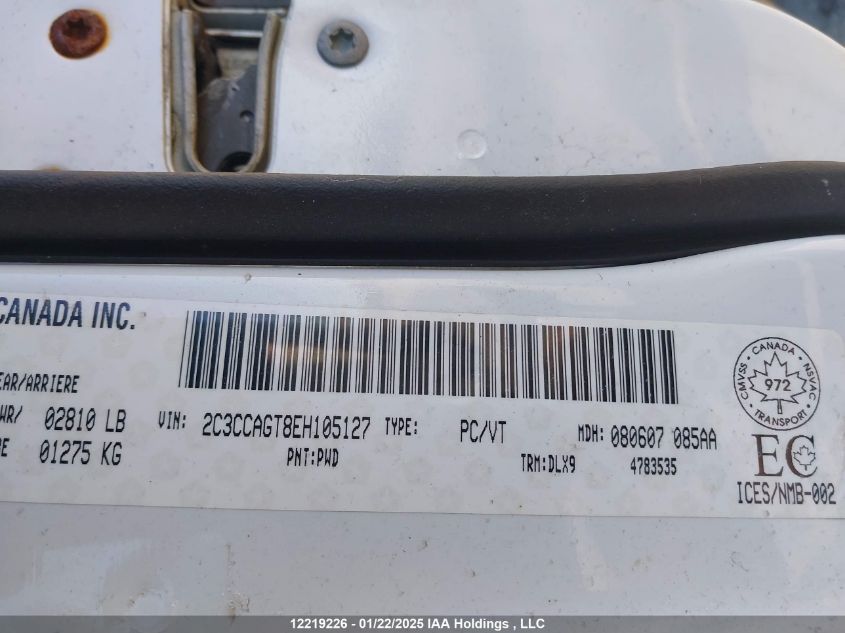 CANADA INC.
EAR/ARRIERE
WR/ 02810 LB VIN: 2C3CCAGT8EH105127 TYPE: PC/VT MDH: 080607 085AA
01275 KG PNT:PWD TRM:DLX9 4783535
CMVSS · CANADA · NSVAC
972
· TRANSPORT ·
EC
ICES/NMB-002
12219226 - 01/22/2025 IAA Holdings , LLC